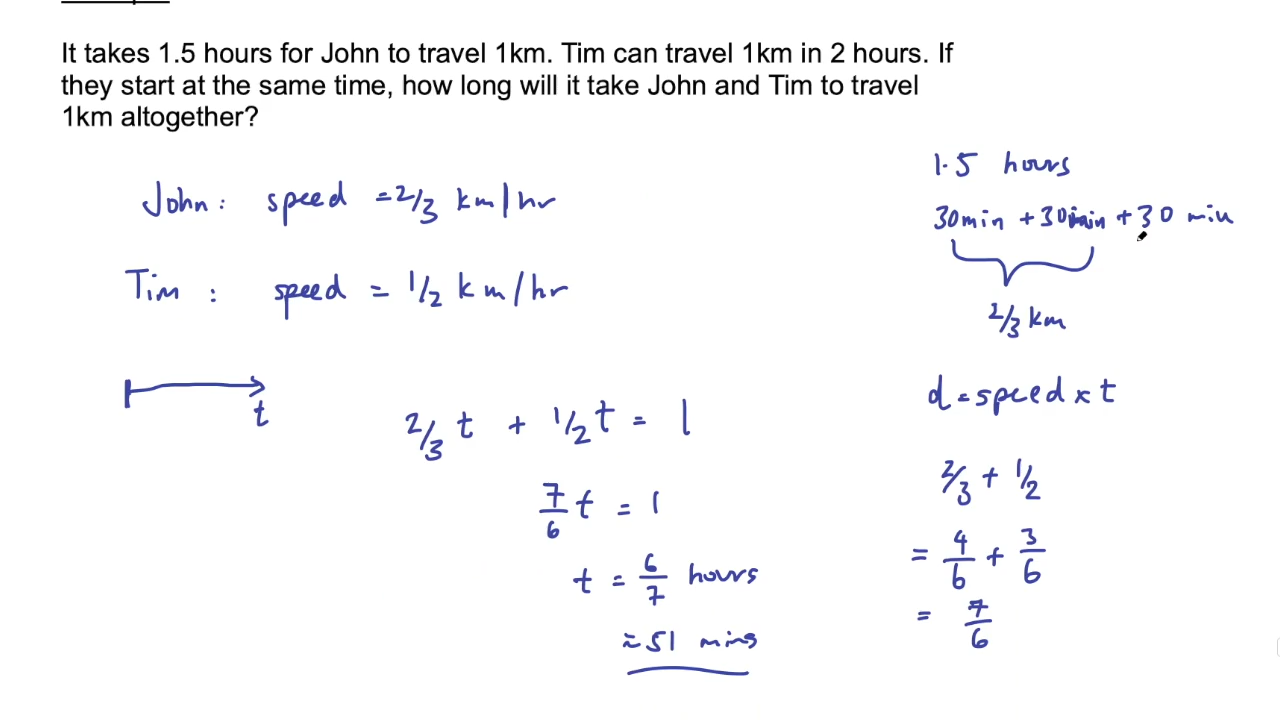 It takes 1.5 hours for John to travel 1km. Tim can travel 1km in 2 hours. If
they start at the same time, how long will it take John and Tim to travel
1km altogether?
John: speed = 2/3 km/hr
Tim: speed = 1/2 km/hr
t
2/3 t + 1/2 t = 1
7/6 t = 1
t = 6/7 hours
≈ 51 mins
1.5 hours
30min + 30min + 30 min
2/3 km
d = speed x t
2/3 + 1/2
= 4/6 + 3/6
= 7/6